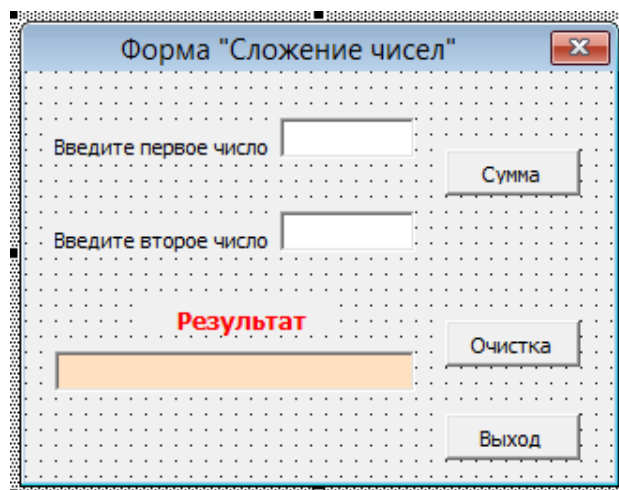 Форма "Сложение чисел"
Введите первое число
Сумма
Введите второе число
Результат
Очистка
Выход